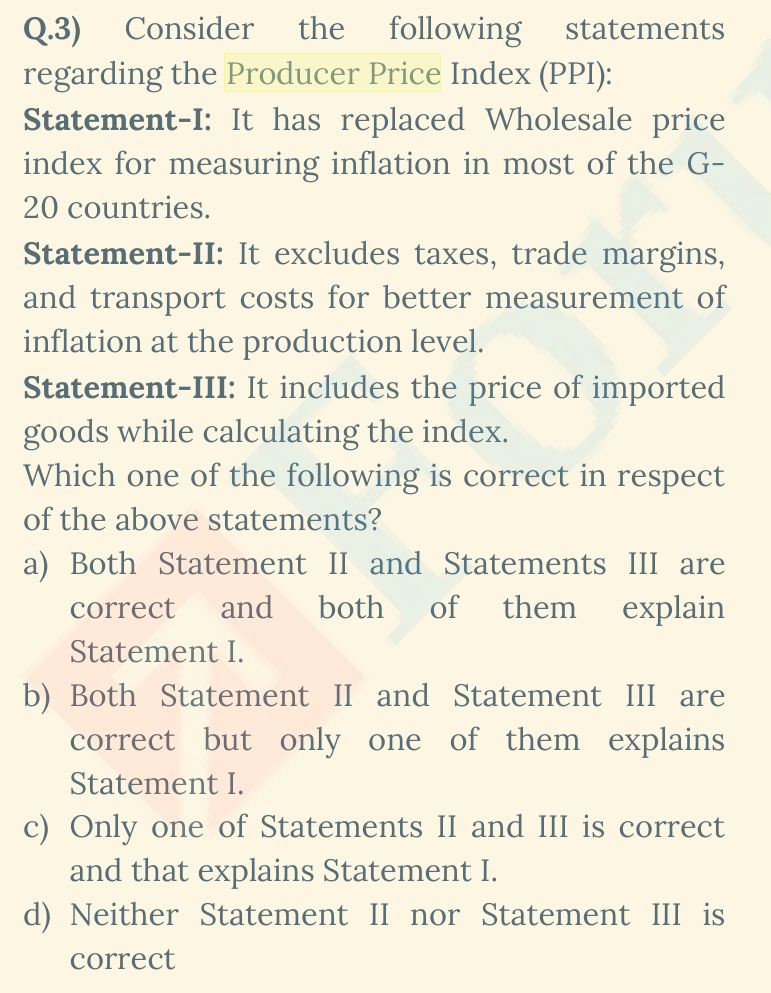 Q.3) Consider the following statements
regarding the Producer Price Index (PPI):
Statement-I: It has replaced Wholesale price
index for measuring inflation in most of the G-
20 countries.
Statement-II: It excludes taxes, trade margins,
and transport costs for better measurement of
inflation at the production level.
Statement-III: It includes the price of imported
goods while calculating the index.
Which one of the following is correct in respect
of the above statements?
a) Both Statement II and Statements III are
correct and both of them explain
Statement I.
b) Both Statement II and Statement III are
correct but only one of them explains
Statement I.
c) Only one of Statements II and III is correct
and that explains Statement I.
d) Neither Statement II nor Statement III is
correct